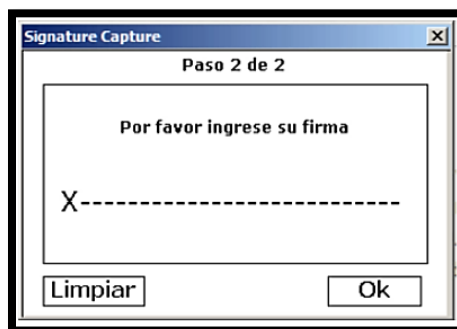 Signature Capture
Paso 2 de 2
Por favor ingrese su firma
X---------------------------
Limpiar Ok